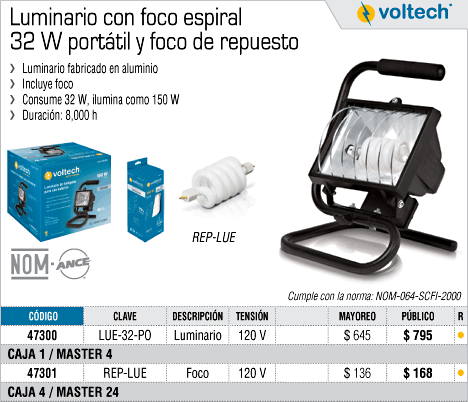 Luminario con foco espiral
32 W portátil y foco de repuesto
voltech®
› Luminario fabricado en aluminio
› Incluye foco
› Consume 32 W, ilumina como 150 W
› Duración: 8,000 h
voltech
voltech
REP-LUE
NOM-ANCE®
Cumple con la norma: NOM-064-SCFI-2000
CÓDIGO CLAVE DESCRIPCIÓN TENSIÓN MAYOREO PÚBLICO R
47300 LUE-32-PO Luminario 120 V $ 645 $ 795
CAJA 1 / MASTER 4
47301 REP-LUE Foco 120 V $ 136 $ 168
CAJA 4 / MASTER 24